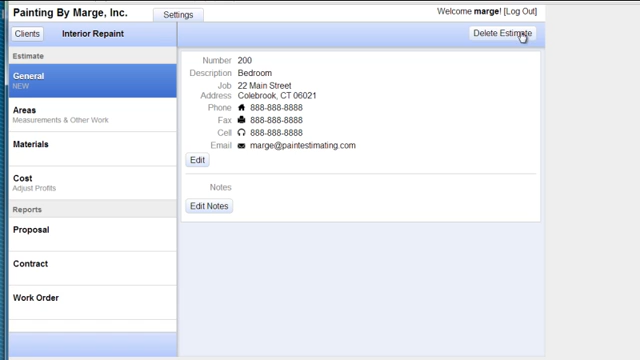 Painting By Marge, Inc.
Settings
Welcome marge! [Log Out]
Clients
Interior Repaint
Delete Estimate
Estimate
General
NEW
Areas
Measurements & Other Work
Materials
Cost
Adjust Profits
Reports
Proposal
Contract
Work Order
Number 200
Description Bedroom
Job 22 Main Street
Address Colebrook, CT 06021
Phone 888-888-8888
Fax 888-888-8888
Cell 888-888-8888
Email marge@paintestimating.com
Edit
Notes
Edit Notes